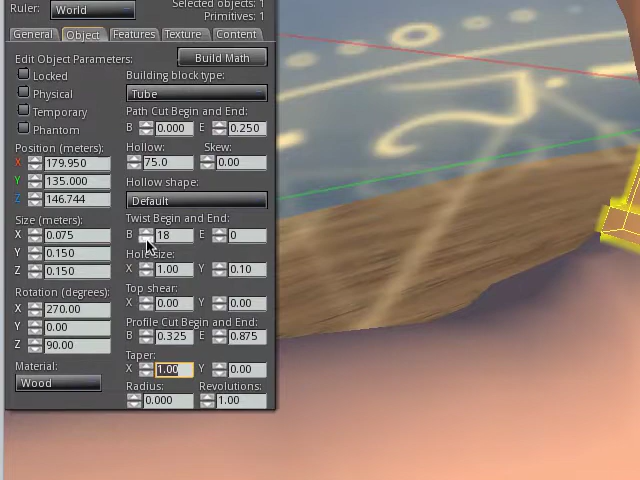 Selected objects: 1
Ruler: World
Primitives: 1
General Object Features Texture Content
Edit Object Parameters: Build Math
Locked
Physical
Temporary
Phantom
Position (meters):
X 179.950
Y 135.000
Z 146.744
Size (meters):
X 0.075
Y 0.150
Z 0.150
Rotation (degrees):
X 270.00
Y 0.00
Z 90.00
Material:
Wood
Building block type:
Tube
Path Cut Begin and End:
B 0.000 E 0.250
Hollow: Skew:
75.0 0.00
Hollow shape:
Default
Twist Begin and End:
B 18 E 0
Hole Size:
X 1.00 Y 0.10
Top shear:
X 0.00 Y 0.00
Profile Cut Begin and End:
B 0.325 E 0.875
Taper:
X 1.00 Y 0.00
Radius: Revolutions:
0.000 1.00